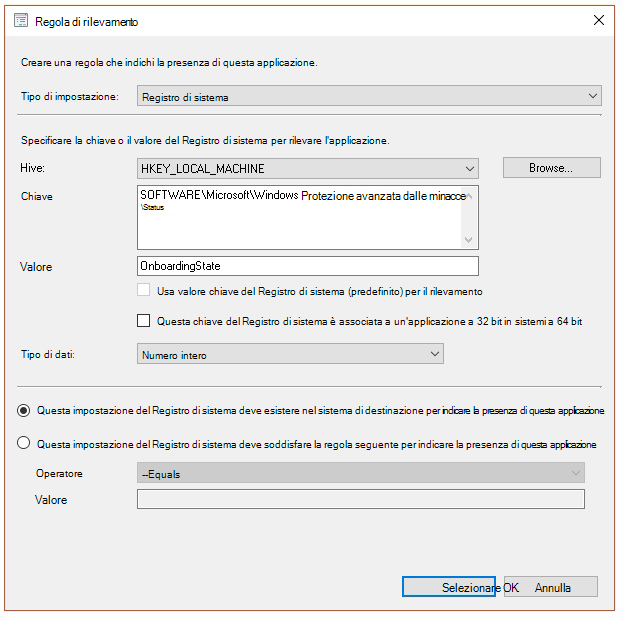 Regola di rilevamento
Creare una regola che indichi la presenza di questa applicazione.
Tipo di impostazione:
Registro di sistema
Specificare la chiave o il valore del Registro di sistema per rilevare l'applicazione.
Hive:
HKEY_LOCAL_MACHINE
Browse...
Chiave
SOFTWARE\Microsoft\Windows Protezione avanzata dalle minacce
\Status
Valore
OnboardingState
Usa valore chiave del Registro di sistema (predefinito) per il rilevamento
Questa chiave del Registro di sistema è associata a un'applicazione a 32 bit in sistemi a 64 bit
Tipo di dati:
Numero intero
Questa impostazione del Registro di sistema deve esistere nel sistema di destinazione per indicare la presenza di questa applicazione
Questa impostazione del Registro di sistema deve soddisfare la regola seguente per indicare la presenza di questa applicazione
Operatore
--Equals
Valore
Selezionare OK
Annulla